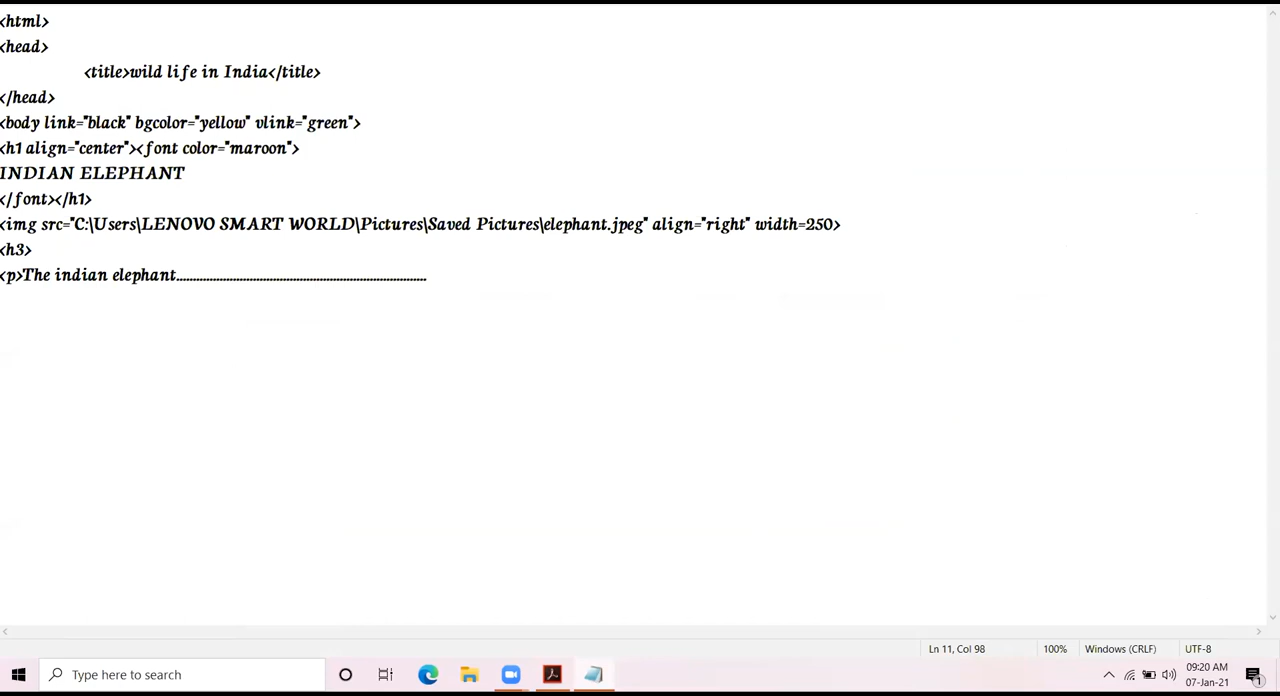 <html>
<head>
<title>wild life in India</title>
</head>
<body link="black" bgcolor="yellow" vlink="green">
<h1 align="center"><font color="maroon">
INDIAN ELEPHANT
</font></h1>
<img src="C:\Users\LENOVO SMART WORLD\Pictures\Saved Pictures\elephant.jpeg" align="right" width=250>
<h3>
<p>The indian elephant...........................................................................
Ln 11, Col 98 100% Windows (CRLF) UTF-8
Type here to search
09:20 AM
07-Jan-21
1